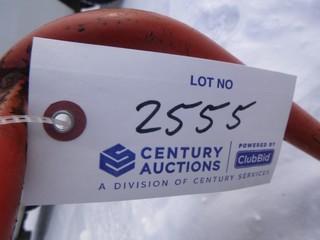 LOT NO
2555
CENTURY AUCTIONS
POWERED BY
ClubBid
A DIVISION OF CENTURY SERVICES